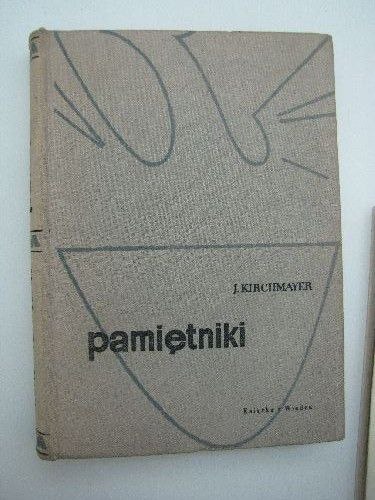 J. KIRCHMAYER
pamiętniki
Książka i Wiedza